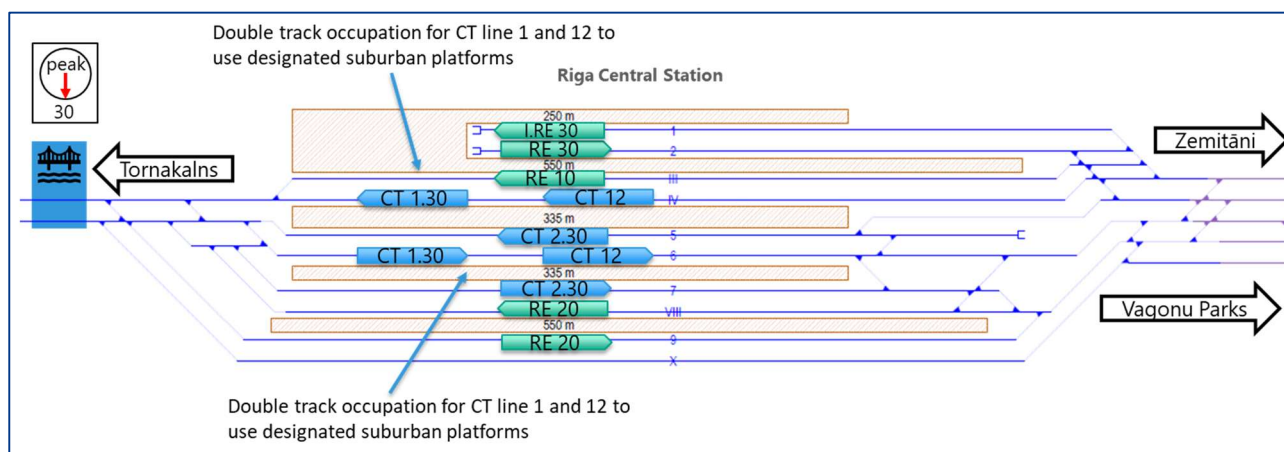 Double track occupation for CT line 1 and 12 to
use designated suburban platforms
peak
30
Riga Central Station
Tornakalns
Zemitāni
Vagonu Parks
250 m
I.RE 30
1
RE 30
2
550 m
RE 10
III
CT 1.30
CT 12
IV
335 m
CT 2.30
5
CT 1.30
CT 12
6
335 m
CT 2.30
7
RE 20
VIII
550 m
RE 20
9
X
Double track occupation for CT line 1 and 12 to
use designated suburban platforms